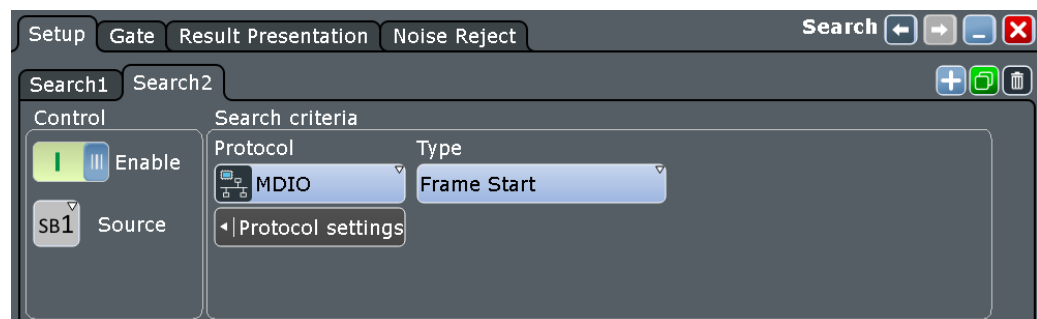 Setup Gate Result Presentation Noise Reject Search
Search1 Search2
Control Search criteria
Protocol Type
Enable
MDIO Frame Start
SB1 Source Protocol settings